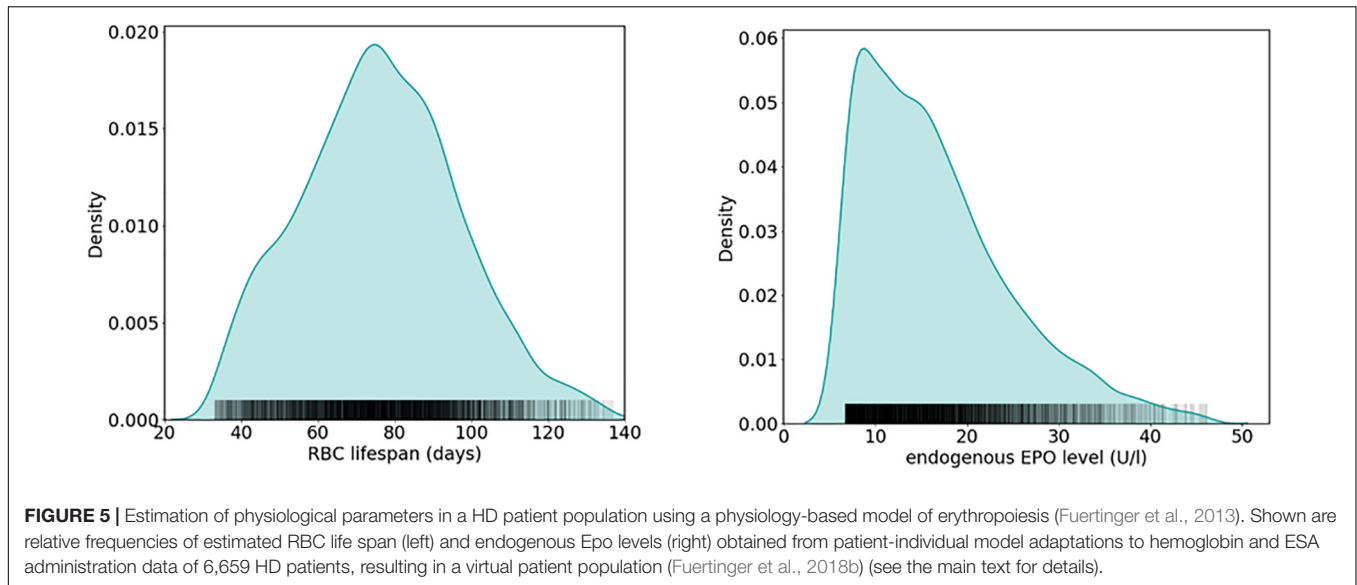 0.020
0.015
0.010
0.005
0.000
Density
20 40 60 80 100 120 140
RBC lifespan (days)
0.06
0.05
0.04
0.03
0.02
0.01
0.00
Density
0 10 20 30 40 50
endogenous EPO level (U/l)
FIGURE 5 | Estimation of physiological parameters in a HD patient population using a physiology-based model of erythropoiesis (Fuertinger et al., 2013). Shown are
relative frequencies of estimated RBC life span (left) and endogenous Epo levels (right) obtained from patient-individual model adaptations to hemoglobin and ESA
administration data of 6,659 HD patients, resulting in a virtual patient population (Fuertinger et al., 2018b) (see the main text for details).